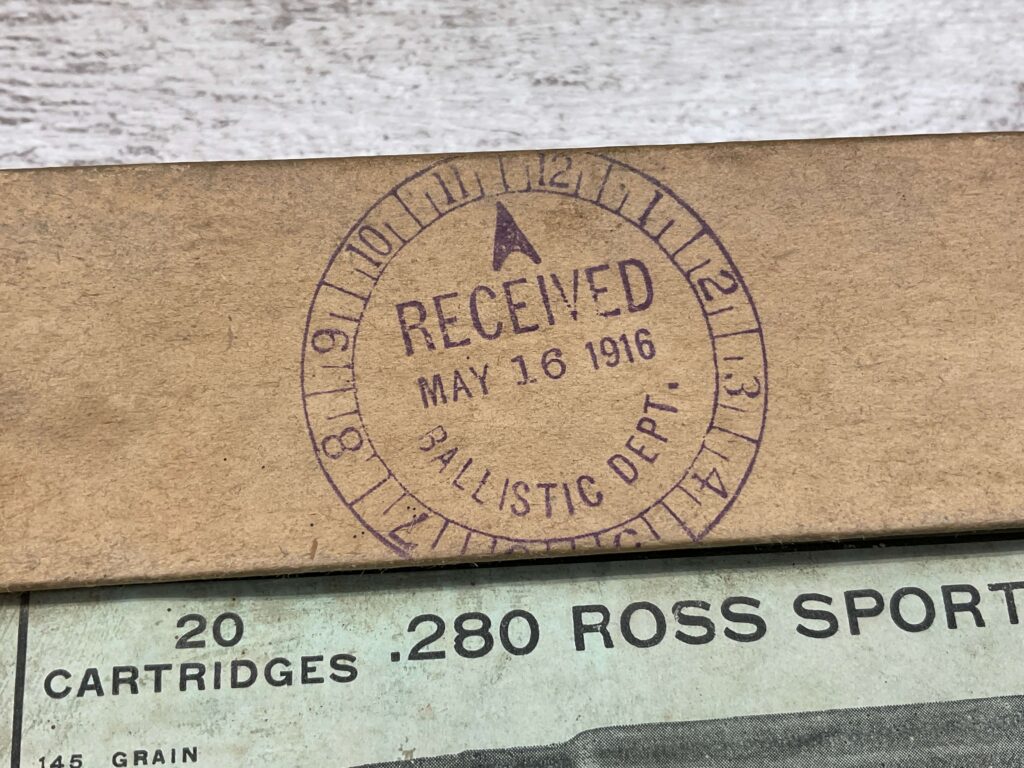 10 11 12 1 2
9 3
8 4
7
RECEIVED
MAY 16 1916
BALLISTIC DEPT.
20
CARTRIDGES
.280 ROSS SPORT
145 GRAIN